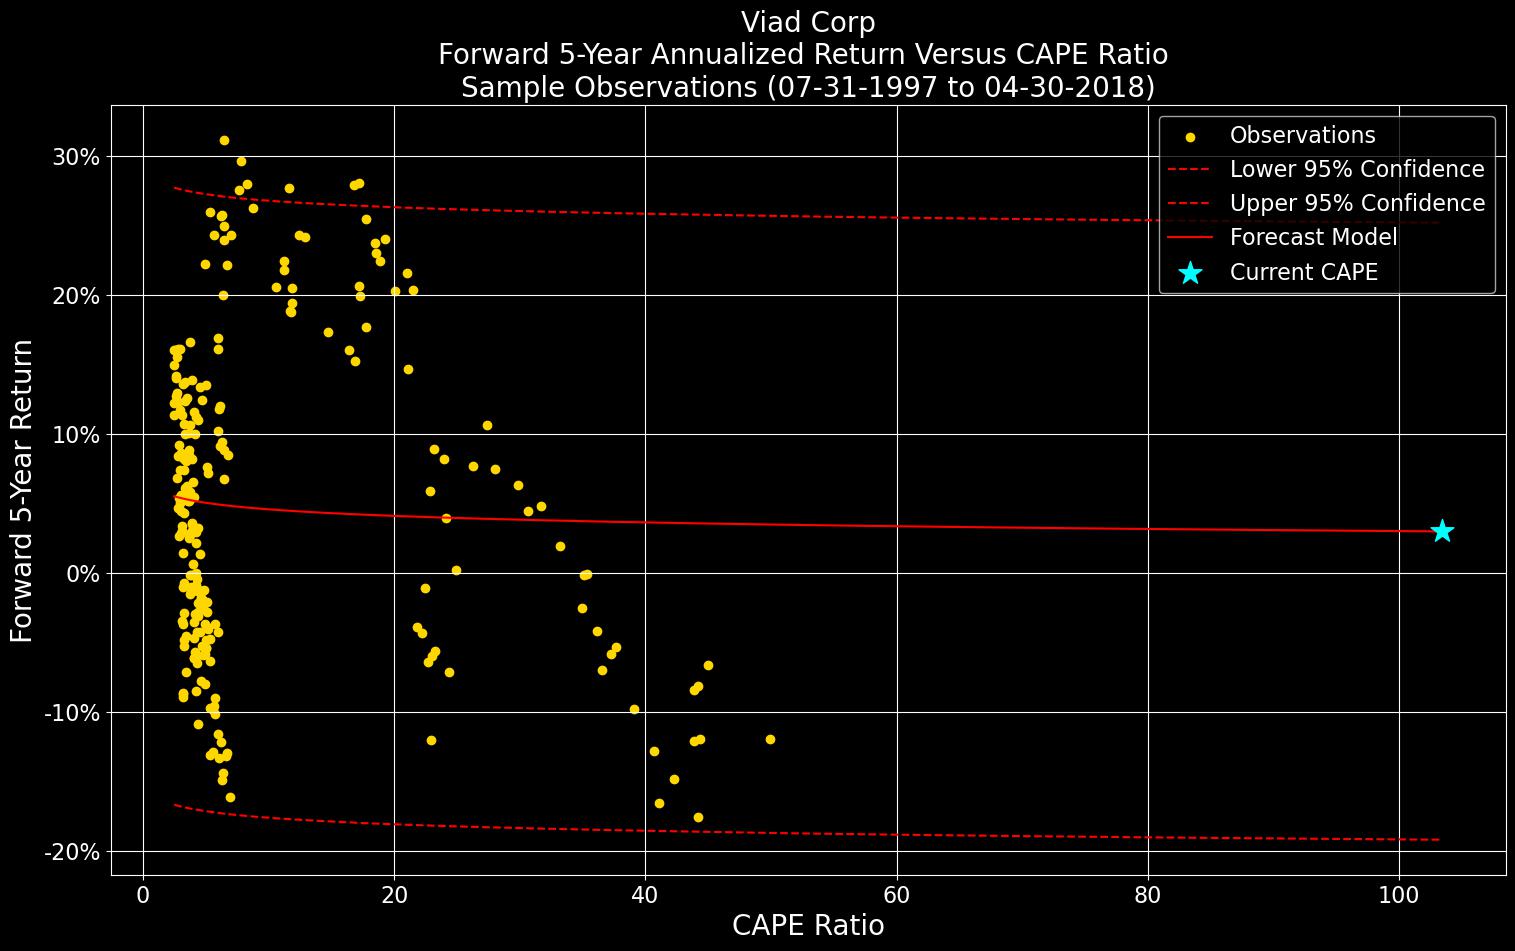 Viad Corp
Forward 5-Year Annualized Return Versus CAPE Ratio
Sample Observations (07-31-1997 to 04-30-2018)
Observations
Lower 95% Confidence
Upper 95% Confidence
Forecast Model
Current CAPE
Forward 5-Year Return
30%
20%
10%
0%
-10%
-20%
0 20 40 60 80 100
CAPE Ratio